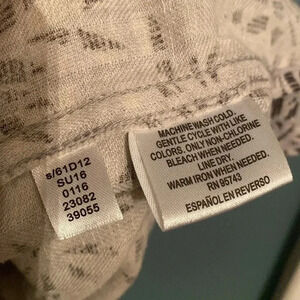 s/61D12
SU16
0116
23082
39055
MACHINE WASH COLD.
GENTLE CYCLE WITH LIKE
COLORS. ONLY NON-CHLORINE
BLEACH WHEN NEEDED.
LINE DRY.
WARM IRON WHEN NEEDED.
RN 95743
ESPAÑOL EN REVERSO